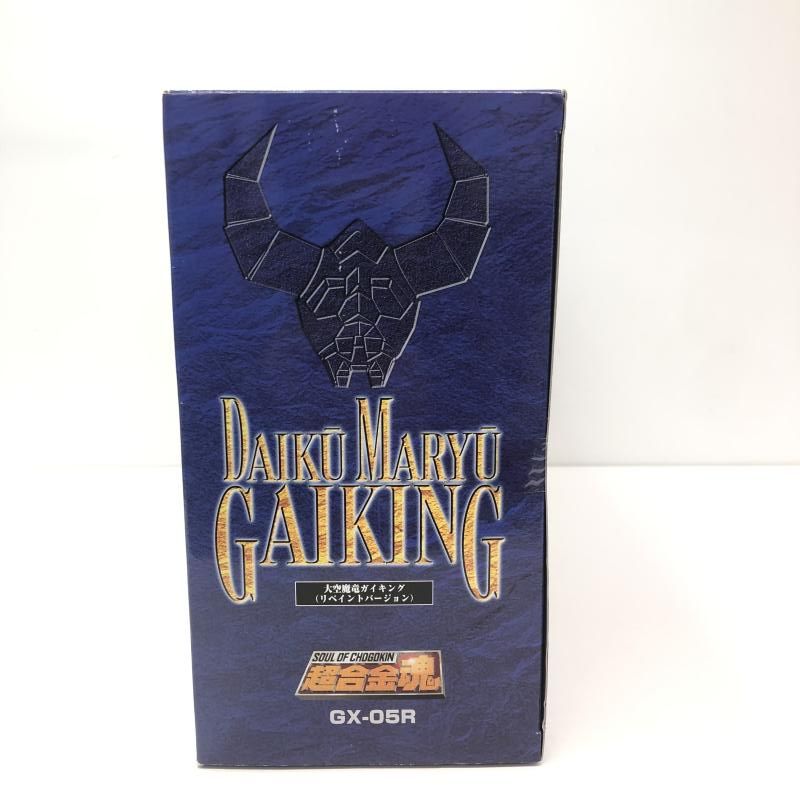 DAIKŪ MARYŪ
GAIKING
大空魔竜ガイキング
(リペイントバージョン)
SOUL OF CHOGOKIN
超合金魂
GX-05R